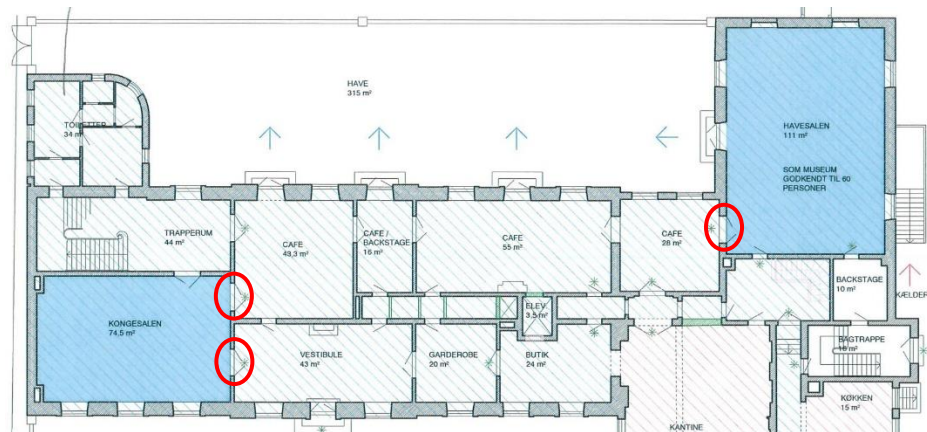 HAVE
315 m²
HAVESALEN
111 m²
SOM MUSEUM
GODKENDT TIL 60
PERSONER
TOILETTER
34 m²
TRAPPERUM
44 m²
CAFE
43,3 m²
CAFE /
BACKSTAGE
16 m²
CAFE
55 m²
CAFE
28 m²
BACKSTAGE
10 m²
KÆLDER
ELEV.
3,5 m²
KONGESALEN
74,5 m²
VESTIBULE
43 m²
GARDEROBE
20 m²
BUTIK
24 m²
BAGTRAPPE
16 m²
KØKKEN
15 m²
KANTINE